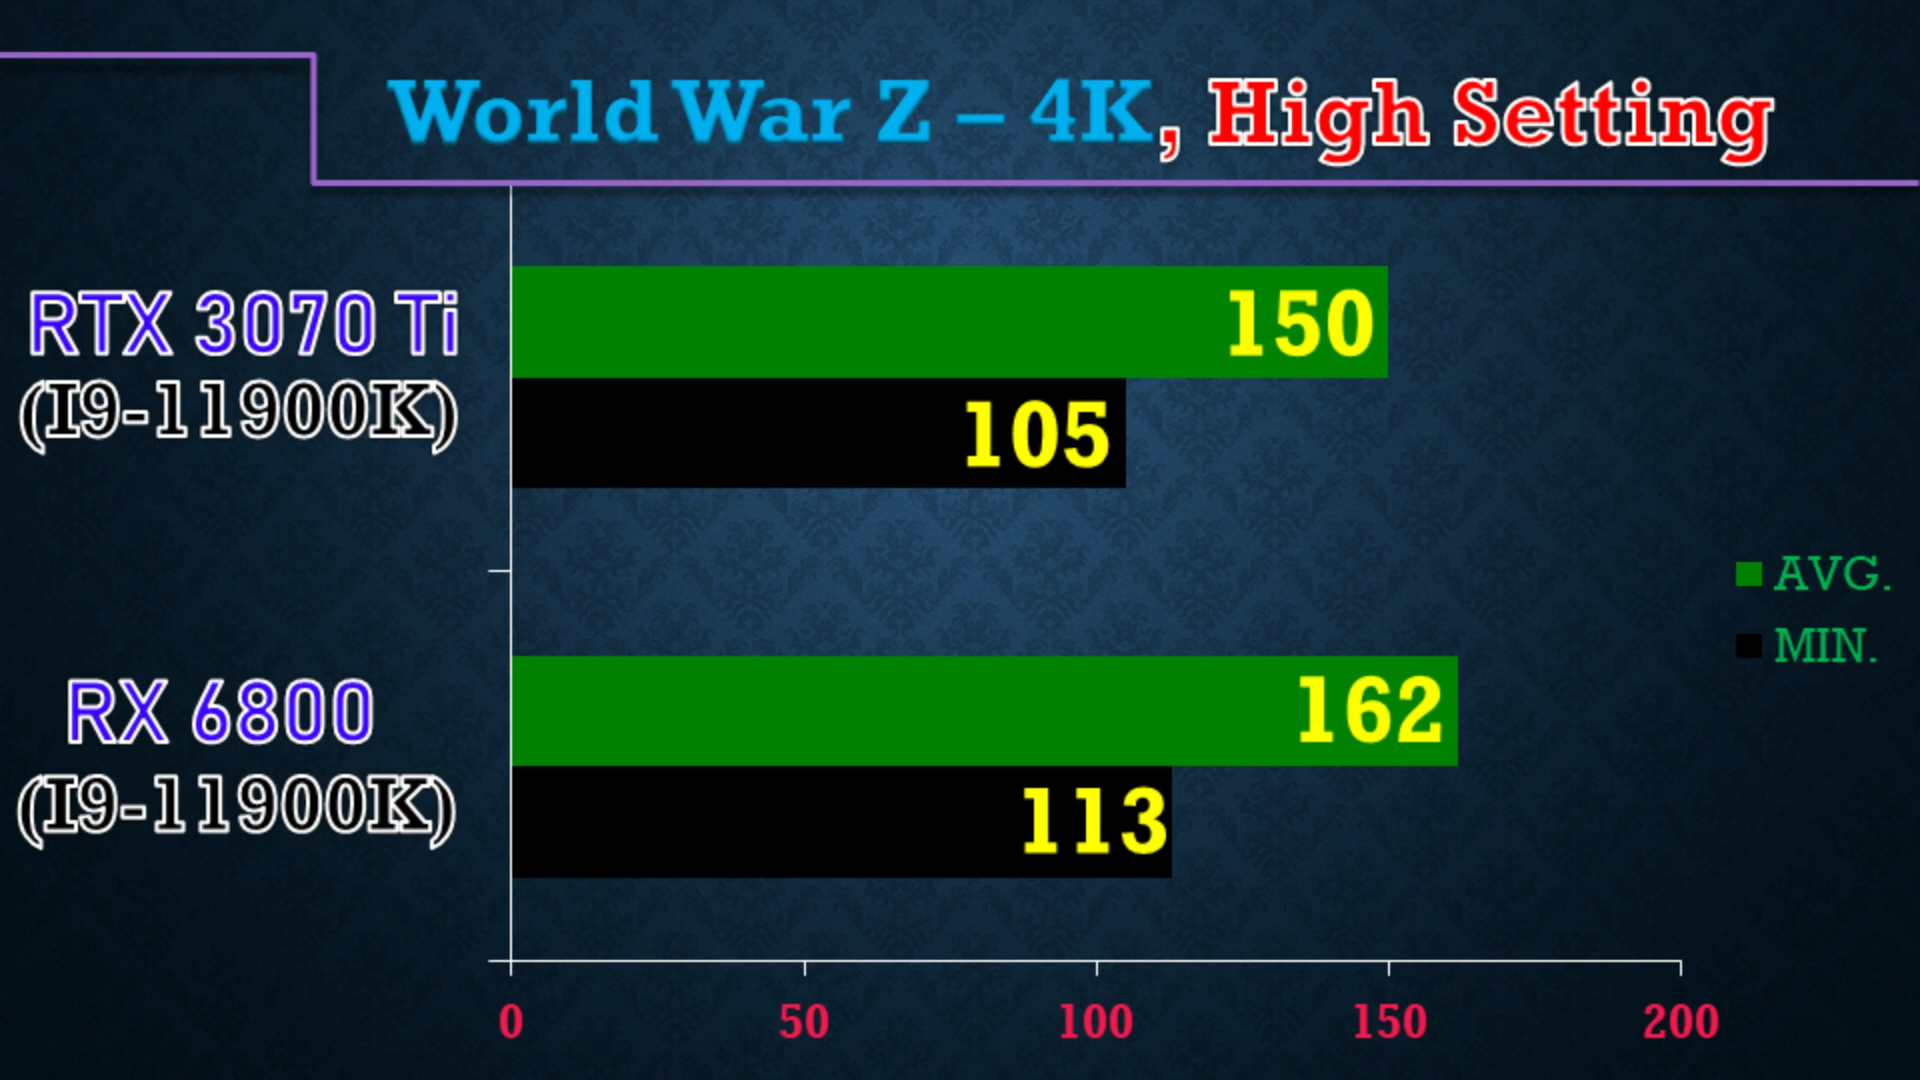 World War Z – 4K, High Setting
RTX 3070 Ti
(I9-11900K)
150
105
RX 6800
(I9-11900K)
162
113
AVG.
MIN.
0 50 100 150 200